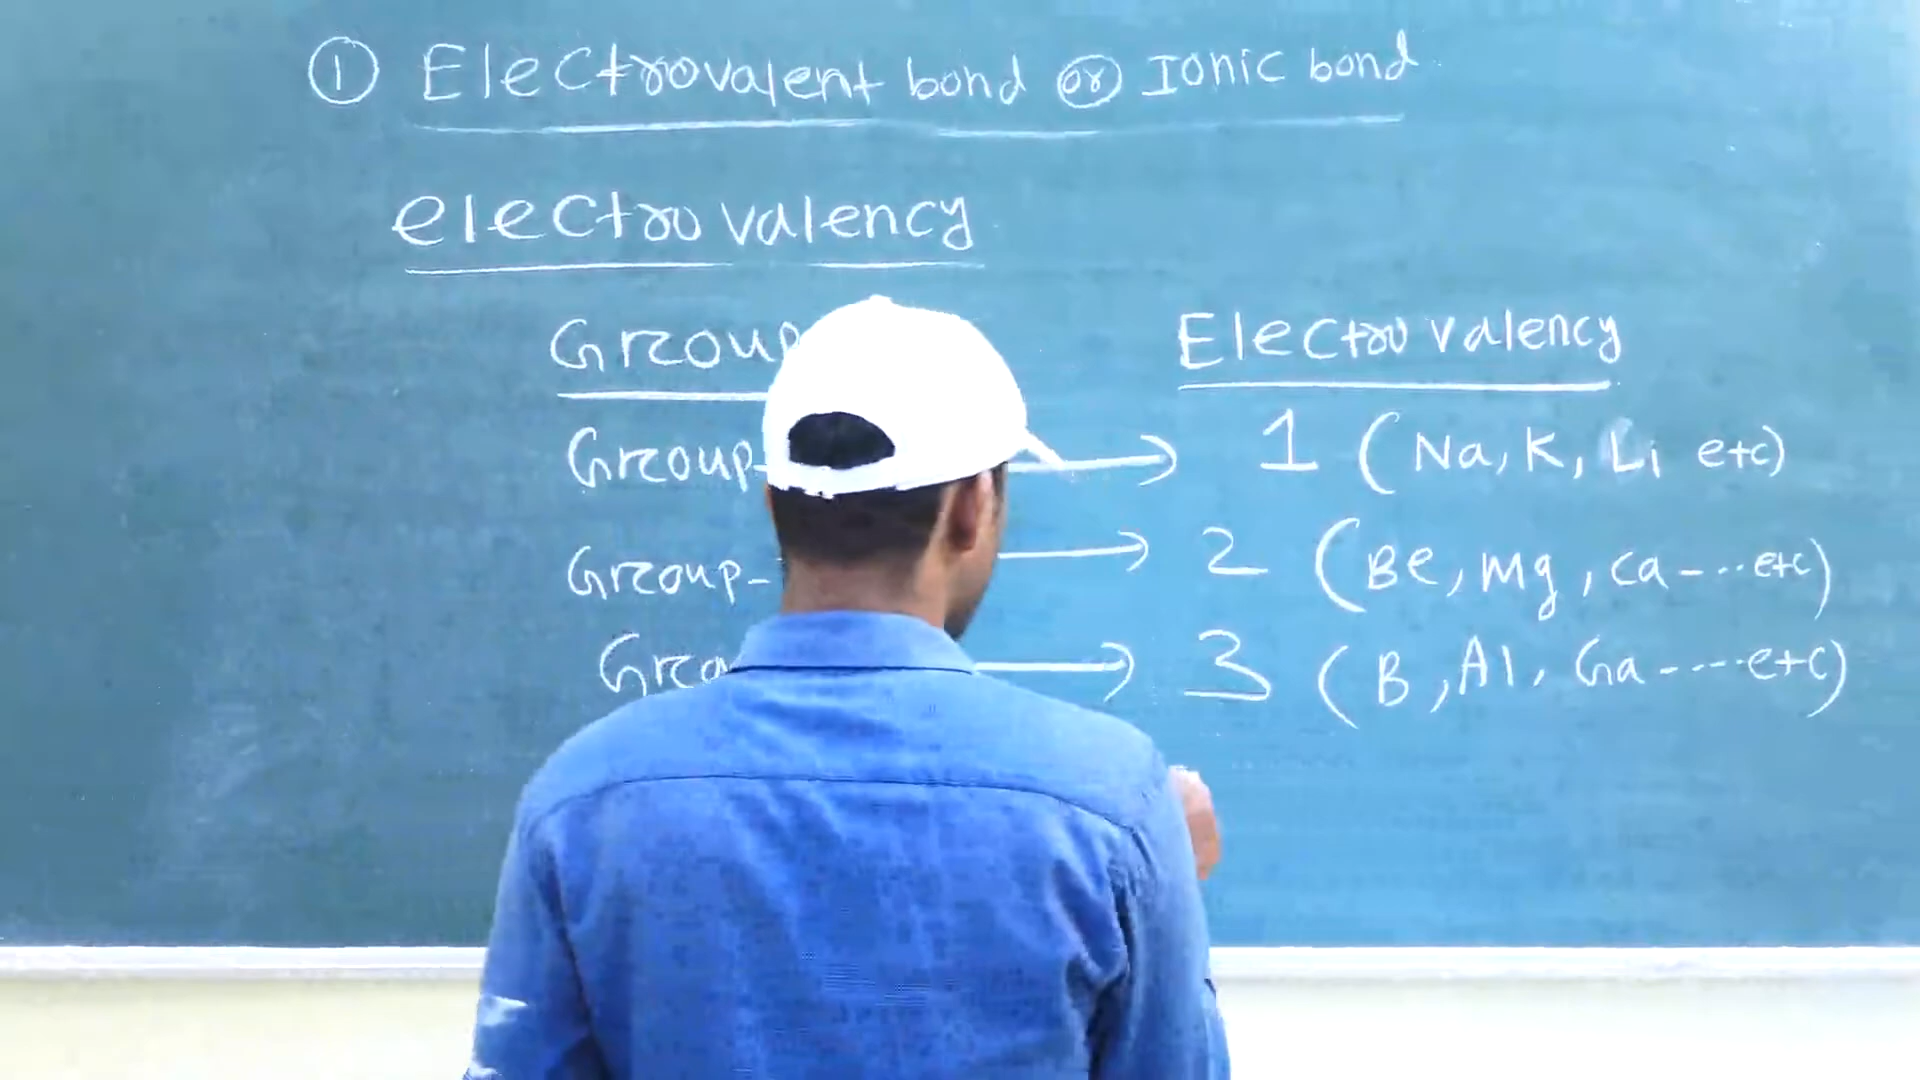 ① Electrovalent bond or Ionic bond
electrovalency
Group Electrovalency
Group- → 1 (Na, K, Li etc)
Group- → 2 (Be, Mg, Ca -...etc)
→ 3 (B, Al, Ga ----etc)